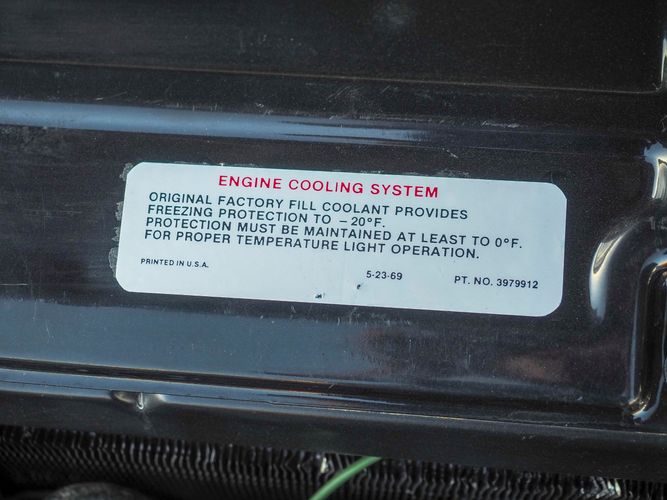 ENGINE COOLING SYSTEM
ORIGINAL FACTORY FILL COOLANT PROVIDES
FREEZING PROTECTION TO – 20°F.
PROTECTION MUST BE MAINTAINED AT LEAST TO 0°F.
FOR PROPER TEMPERATURE LIGHT OPERATION.
PRINTED IN U.S.A. 5-23-69 PT. NO. 3979912